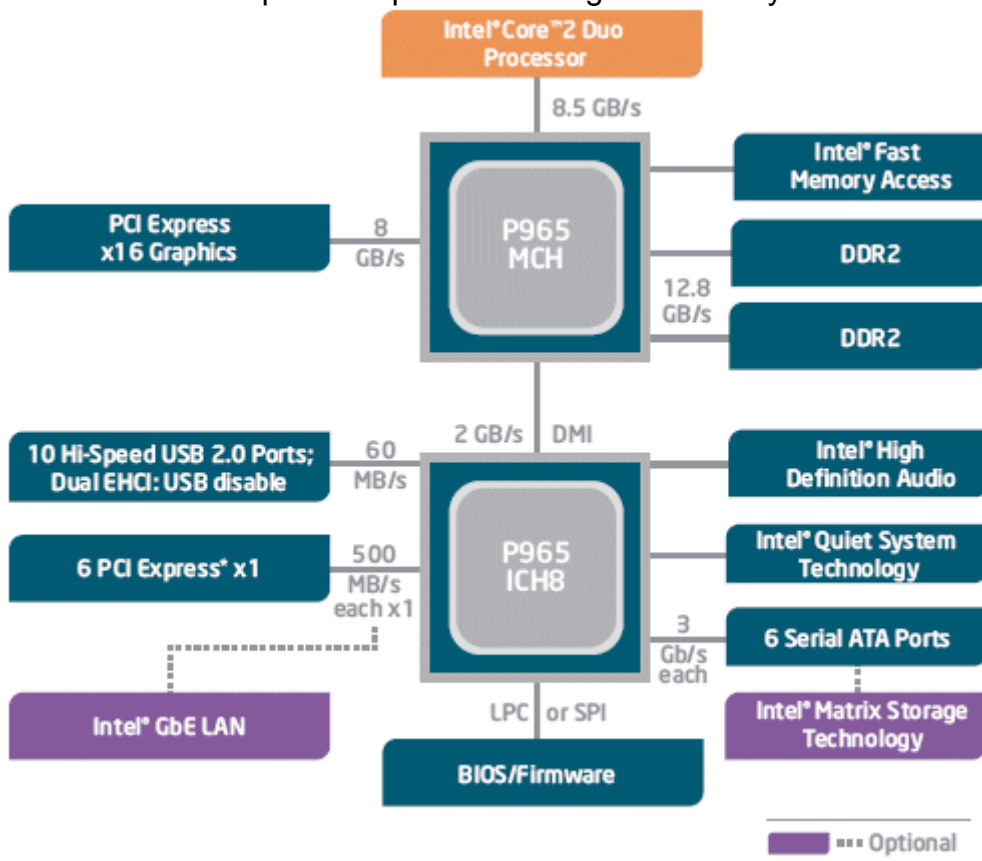 Intel® Core™2 Duo
Processor
8.5 GB/s
Intel® Fast
Memory Access
PCI Express
x16 Graphics
8
GB/s
P965
MCH
DDR2
12.8
GB/s
DDR2
2 GB/s DMI
10 Hi-Speed USB 2.0 Ports;
Dual EHCI: USB disable
60
MB/s
Intel® High
Definition Audio
6 PCI Express* x1
500
MB/s
each x1
P965
ICH8
Intel® Quiet System
Technology
3
Gb/s
each
6 Serial ATA Ports
Intel® GbE LAN
LPC or SPI
Intel® Matrix Storage
Technology
BIOS/Firmware
Optional